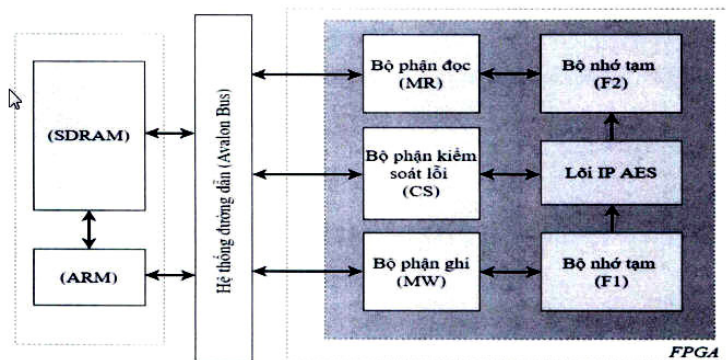 (SDRAM)
(ARM)
Hệ thống đường dẫn (Avalon Bus)
Bộ phận đọc
(MR)
Bộ nhớ tạm
(F2)
Bộ phận kiểm
soát lỗi
(CS)
Lõi IP AES
Bộ phận ghi
(MW)
Bộ nhớ tạm
(F1)
FPGA